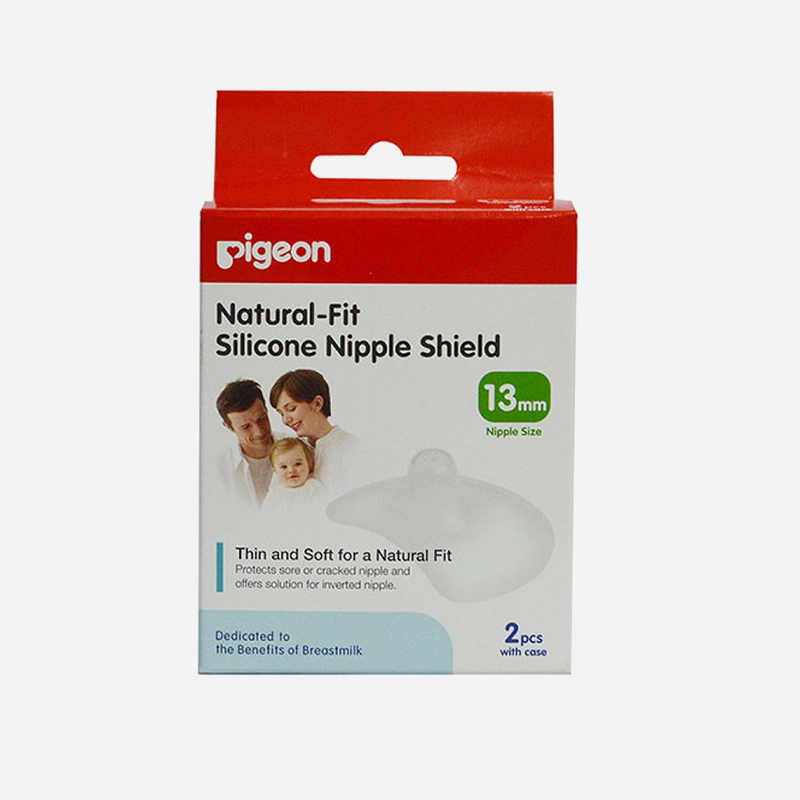 pigeon
Natural-Fit
Silicone Nipple Shield
13mm
Nipple Size
Thin and Soft for a Natural Fit
Protects sore or cracked nipple and
offers solution for inverted nipple.
Dedicated to
the Benefits of Breastmilk
2pcs
with case